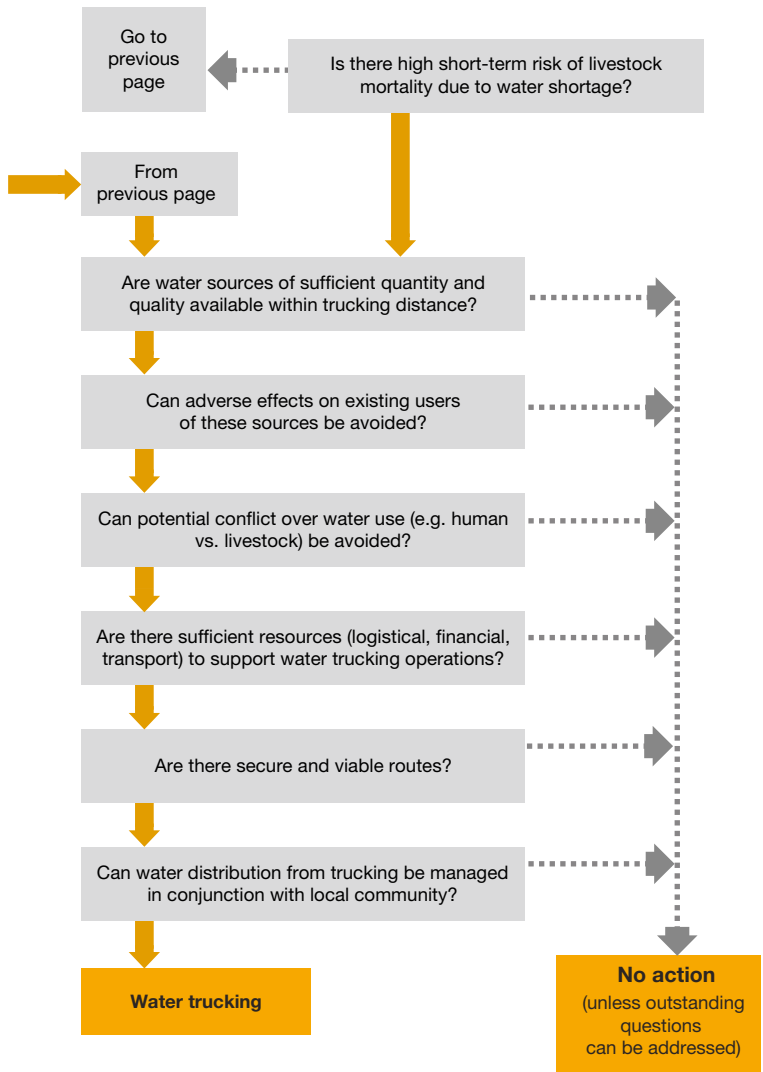 Go to
previous
page
Is there high short-term risk of livestock
mortality due to water shortage?
From
previous page
Are water sources of sufficient quantity and
quality available within trucking distance?
Can adverse effects on existing users
of these sources be avoided?
Can potential conflict over water use (e.g. human
vs. livestock) be avoided?
Are there sufficient resources (logistical, financial,
transport) to support water trucking operations?
Are there secure and viable routes?
Can water distribution from trucking be managed
in conjunction with local community?
Water trucking
No action
(unless outstanding
questions
can be addressed)